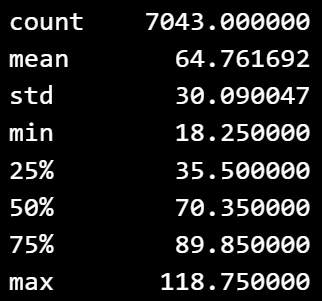 count 7043.000000
mean 64.761692
std 30.090047
min 18.250000
25% 35.500000
50% 70.350000
75% 89.850000
max 118.750000